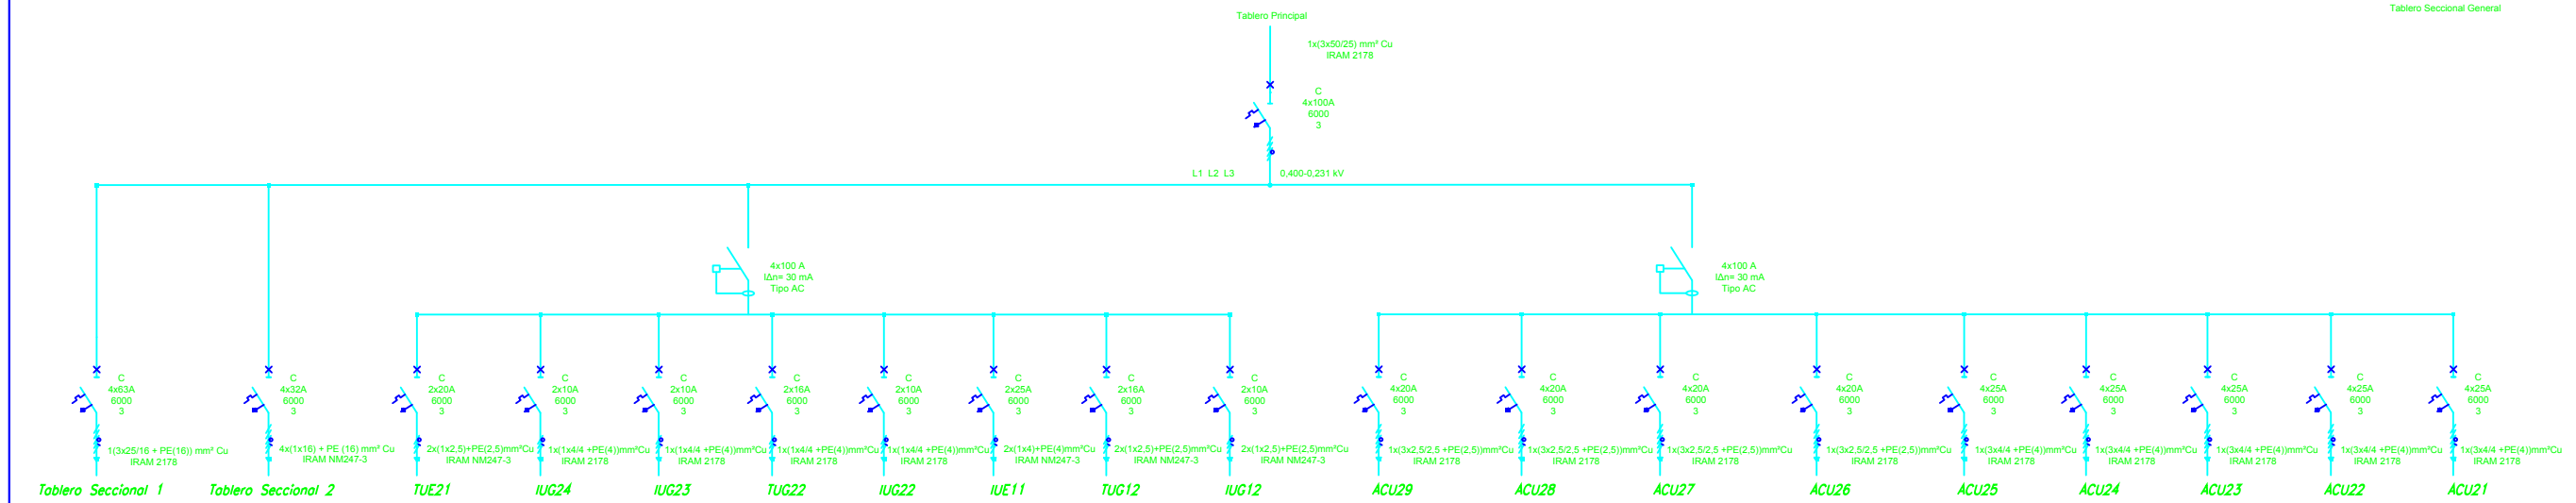 Tablero Principal
Tablero Seccional General
1x(3x50/25) mm² Cu
IRAM 2178
C
4x100A
6000
3
L1 L2 L3
0,400-0,231 kV
4x100 A
IΔn= 30 mA
Tipo AC
4x100 A
IΔn= 30 mA
Tipo AC
C
4x63A
6000
3
1(3x25/16 + PE(16)) mm² Cu
IRAM 2178
Tablero Seccional 1
C
4x32A
6000
3
4x(1x16) + PE (16) mm² Cu
IRAM NM247-3
Tablero Seccional 2
C
2x20A
6000
3
2x(1x2,5)+PE(2,5)mm²Cu
IRAM NM247-3
TUE21
C
2x10A
6000
3
1x(1x4/4 +PE(4))mm²Cu
IRAM 2178
IUG24
C
2x10A
6000
3
1x(1x4/4 +PE(4))mm²Cu
IRAM 2178
IUG23
C
2x16A
6000
3
1x(1x4/4 +PE(4))mm²Cu
IRAM 2178
TUG22
C
2x10A
6000
3
1x(1x4/4 +PE(4))mm²Cu
IRAM 2178
IUG22
C
2x25A
6000
3
2x(1x4)+PE(4)mm²Cu
IRAM NM247-3
IUE11
C
2x16A
6000
3
2x(1x2,5)+PE(2,5)mm²Cu
IRAM NM247-3
TUG12
C
2x10A
6000
3
2x(1x2,5)+PE(2,5)mm²Cu
IRAM NM247-3
IUG12
C
4x20A
6000
3
1x(3x2.5/2,5 +PE(2,5))mm²Cu
IRAM 2178
ACU29
C
4x20A
6000
3
1x(3x2.5/2,5 +PE(2,5))mm²Cu
IRAM 2178
ACU28
C
4x20A
6000
3
1x(3x2.5/2.5 +PE(2,5))mm²Cu
IRAM 2178
ACU27
C
4x20A
6000
3
1x(3x2.5/2.5 +PE(2,5))mm²Cu
IRAM 2178
ACU26
C
4x25A
6000
3
1x(3x4/4 +PE(4))mm²Cu
IRAM 2178
ACU25
C
4x25A
6000
3
1x(3x4/4 +PE(4))mm²Cu
IRAM 2178
ACU24
C
4x25A
6000
3
1x(3x4/4 +PE(4))mm²Cu
IRAM 2178
ACU23
C
4x25A
6000
3
1x(3x4/4 +PE(4))mm²Cu
IRAM 2178
ACU22
C
4x25A
6000
3
1x(3x4/4 +PE(4))mm²Cu
IRAM 2178
ACU21